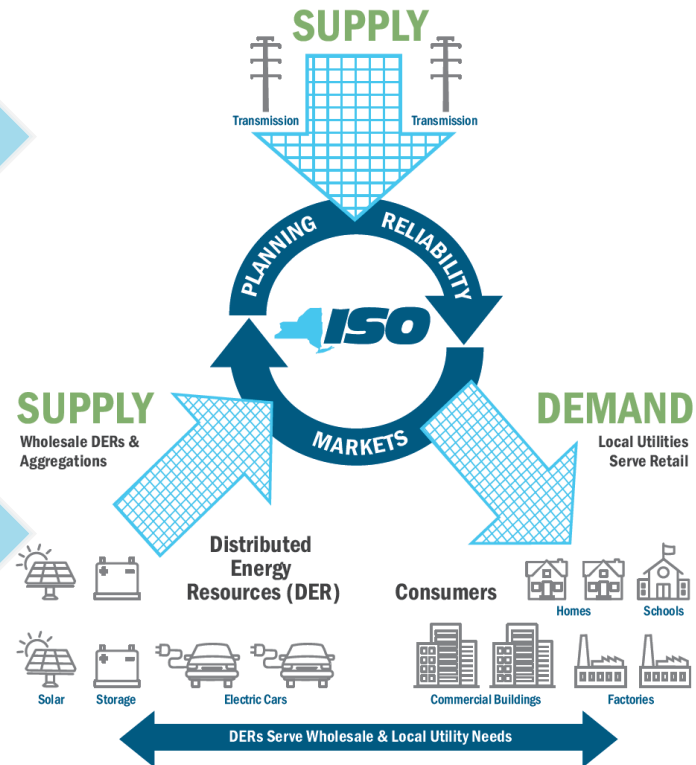 SUPPLY
Transmission
Transmission
PLANNING
RELIABILITY
ISO
MARKETS
SUPPLY
Wholesale DERs &
Aggregations
DEMAND
Local Utilities
Serve Retail
Distributed
Energy
Resources (DER)
Consumers
Homes
Schools
Solar
Storage
Electric Cars
Commercial Buildings
Factories
DERs Serve Wholesale & Local Utility Needs